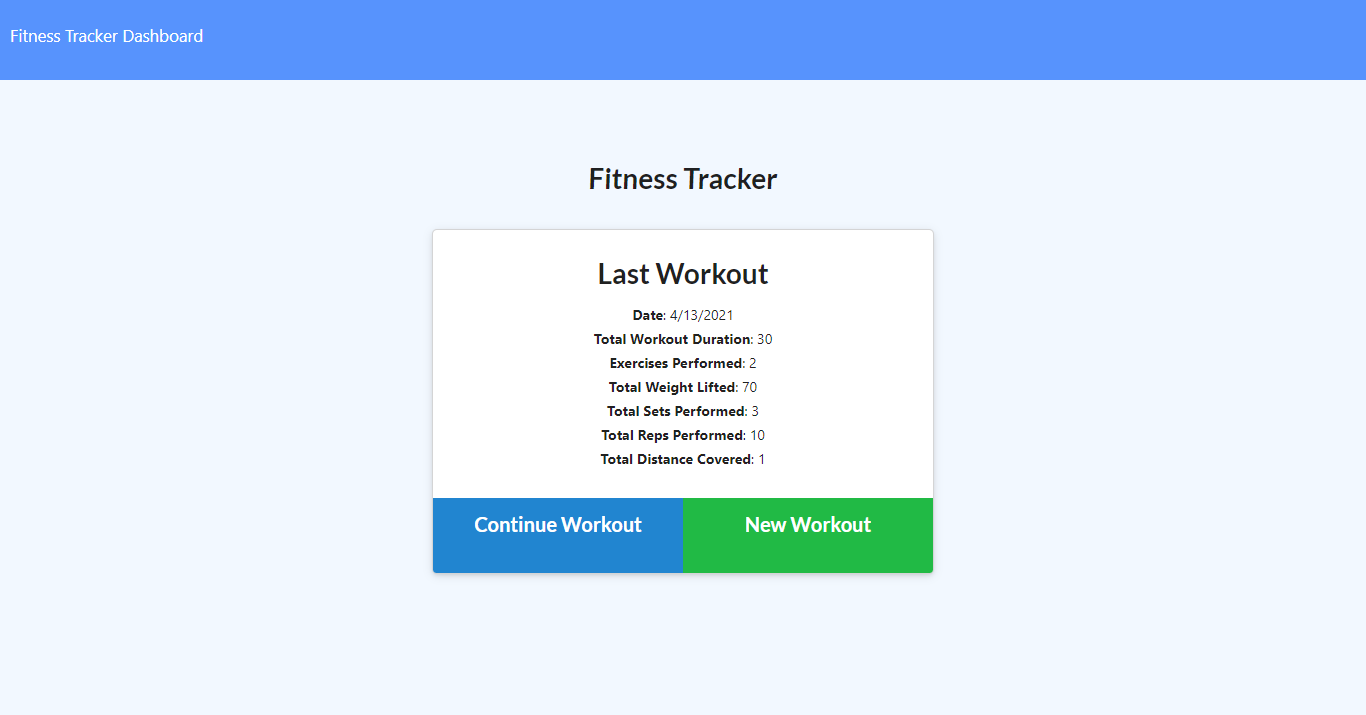 Fitness Tracker Dashboard
Fitness Tracker
Last Workout
Date: 4/13/2021
Total Workout Duration: 30
Exercises Performed: 2
Total Weight Lifted: 70
Total Sets Performed: 3
Total Reps Performed: 10
Total Distance Covered: 1
Continue Workout
New Workout